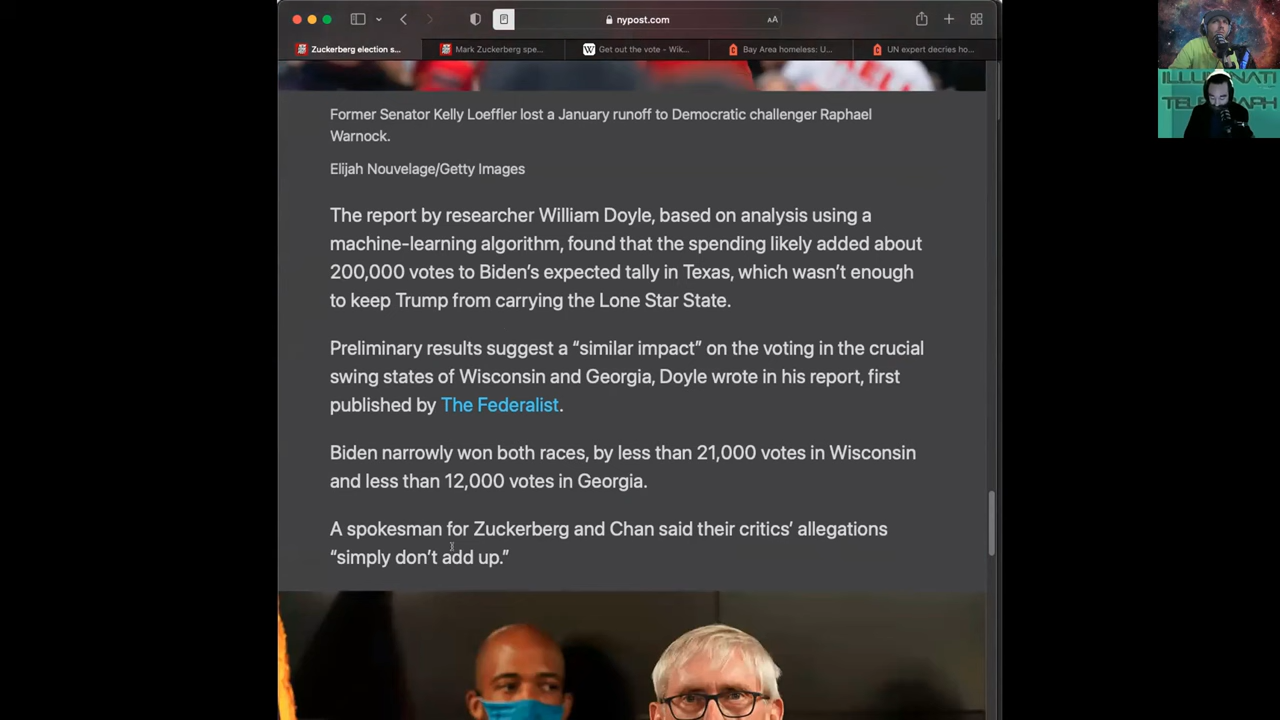 nypost.com
AA
Zuckerberg election s...
Mark Zuckerberg spe...
W Get out the vote - Wik...
Bay Area homeless: U...
UN expert decries ho...
Former Senator Kelly Loeffler lost a January runoff to Democratic challenger Raphael
Warnock.
Elijah Nouvelage/Getty Images
The report by researcher William Doyle, based on analysis using a
machine-learning algorithm, found that the spending likely added about
200,000 votes to Biden’s expected tally in Texas, which wasn’t enough
to keep Trump from carrying the Lone Star State.
Preliminary results suggest a “similar impact” on the voting in the crucial
swing states of Wisconsin and Georgia, Doyle wrote in his report, first
published by The Federalist.
Biden narrowly won both races, by less than 21,000 votes in Wisconsin
and less than 12,000 votes in Georgia.
A spokesman for Zuckerberg and Chan said their critics’ allegations
“simply don’t add up.”